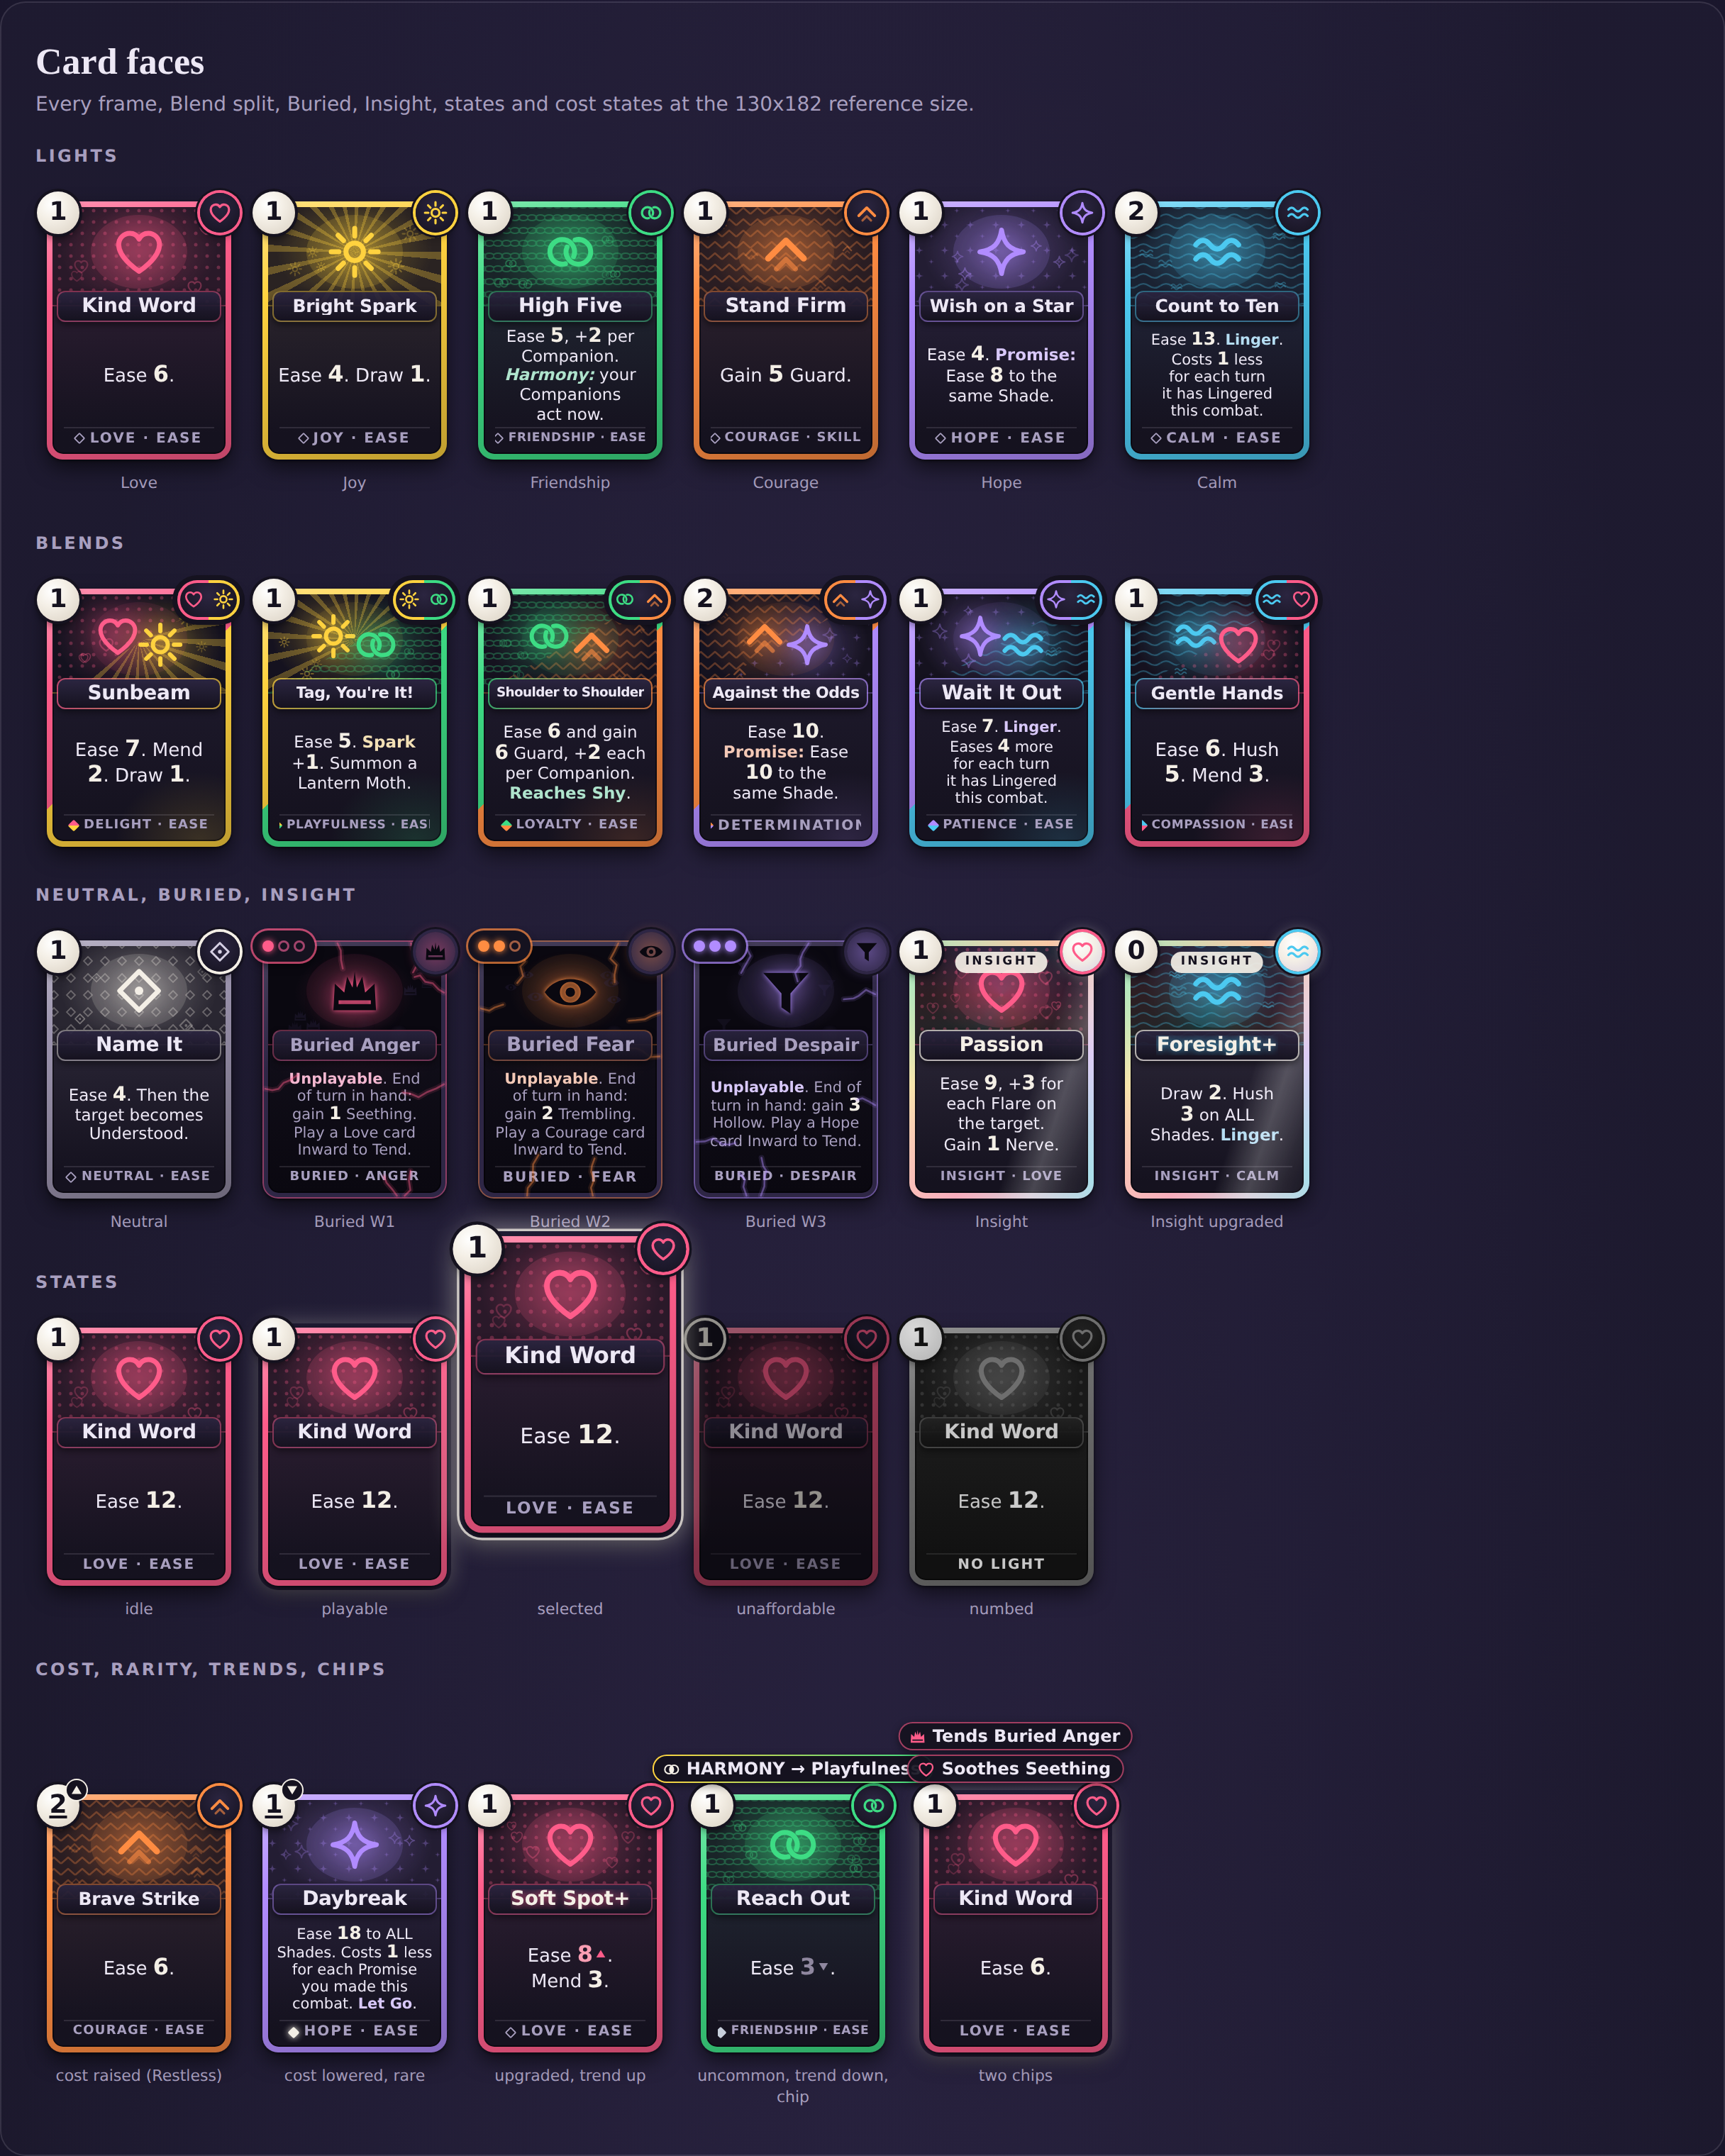 Card faces
Every frame, Blend split, Buried, Insight, states and cost states at the 130x182 reference size.
LIGHTS
1
Kind Word
Ease 6.
LOVE · EASE
Love
1
Bright Spark
Ease 4. Draw 1.
JOY · EASE
Joy
1
High Five
Ease 5, +2 per
Companion.
Harmony: your
Companions
act now.
FRIENDSHIP · EASE
Friendship
1
Stand Firm
Gain 5 Guard.
COURAGE · SKILL
Courage
1
Wish on a Star
Ease 4. Promise:
Ease 8 to the
same Shade.
HOPE · EASE
Hope
2
Count to Ten
Ease 13. Linger.
Costs 1 less
for each turn
it has Lingered
this combat.
CALM · EASE
Calm
BLENDS
1
Sunbeam
Ease 7. Mend
2. Draw 1.
DELIGHT · EASE
1
Tag, You're It!
Ease 5. Spark
+1. Summon a
Lantern Moth.
PLAYFULNESS · EASE
1
Shoulder to Shoulder
Ease 6 and gain
6 Guard, +2 each
per Companion.
Reaches Shy.
LOYALTY · EASE
2
Against the Odds
Ease 10.
Promise: Ease
10 to the
same Shade.
DETERMINATION
1
Wait It Out
Ease 7. Linger.
Eases 4 more
for each turn
it has Lingered
this combat.
PATIENCE · EASE
1
Gentle Hands
Ease 6. Hush
5. Mend 3.
COMPASSION · EASE
NEUTRAL, BURIED, INSIGHT
1
Name It
Ease 4. Then the
target becomes
Understood.
NEUTRAL · EASE
Neutral
Buried Anger
Unplayable. End
of turn in hand:
gain 1 Seething.
Play a Love card
Inward to Tend.
BURIED · ANGER
Buried W1
Buried Fear
Unplayable. End
of turn in hand:
gain 2 Trembling.
Play a Courage card
Inward to Tend.
BURIED · FEAR
Buried W2
Buried Despair
Unplayable. End of
turn in hand: gain 3
Hollow. Play a Hope
card Inward to Tend.
BURIED · DESPAIR
Buried W3
1
INSIGHT
Passion
Ease 9, +3 for
each Flare on
the target.
Gain 1 Nerve.
INSIGHT · LOVE
Insight
0
INSIGHT
Foresight+
Draw 2. Hush
3 on ALL
Shades. Linger.
INSIGHT · CALM
Insight upgraded
STATES
1
Kind Word
Ease 12.
LOVE · EASE
idle
1
Kind Word
Ease 12.
LOVE · EASE
playable
1
Kind Word
Ease 12.
LOVE · EASE
selected
1
Kind Word
Ease 12.
LOVE · EASE
unaffordable
1
Kind Word
Ease 12.
NO LIGHT
numbed
COST, RARITY, TRENDS, CHIPS
2
Brave Strike
Ease 6.
COURAGE · EASE
cost raised (Restless)
1
Daybreak
Ease 18 to ALL
Shades. Costs 1 less
for each Promise
you made this
combat. Let Go.
HOPE · EASE
cost lowered, rare
1
Soft Spot+
Ease 8▲.
Mend 3.
LOVE · EASE
upgraded, trend up
HARMONY → Playfulness
1
Reach Out
Ease 3▼.
FRIENDSHIP · EASE
uncommon, trend down,
chip
Tends Buried Anger
Soothes Seething
1
Kind Word
Ease 6.
LOVE · EASE
two chips